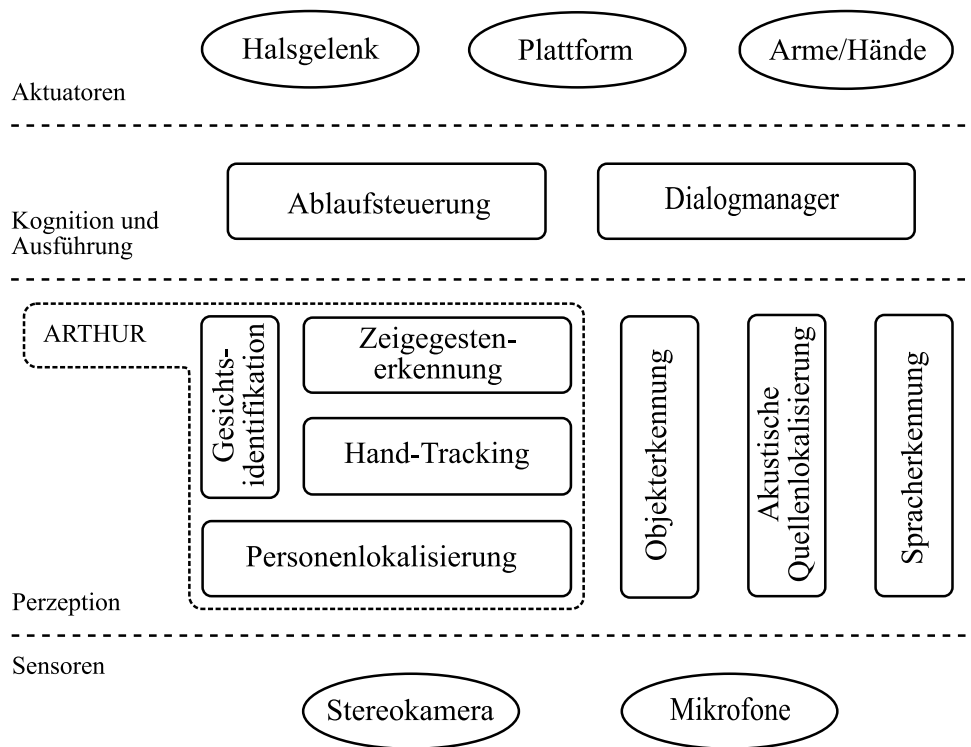 Halsgelenk
Plattform
Arme/Hände
Aktuatoren
Ablaufsteuerung
Dialogmanager
Kognition und
Ausführung
ARTHUR
Gesichts-
identifikation
Zeigegesten-
erkennung
Hand-Tracking
Personenlokalisierung
Objekterkennung
Akustische
Quellenlokalisierung
Spracherkennung
Perzeption
Sensoren
Stereokamera
Mikrofone